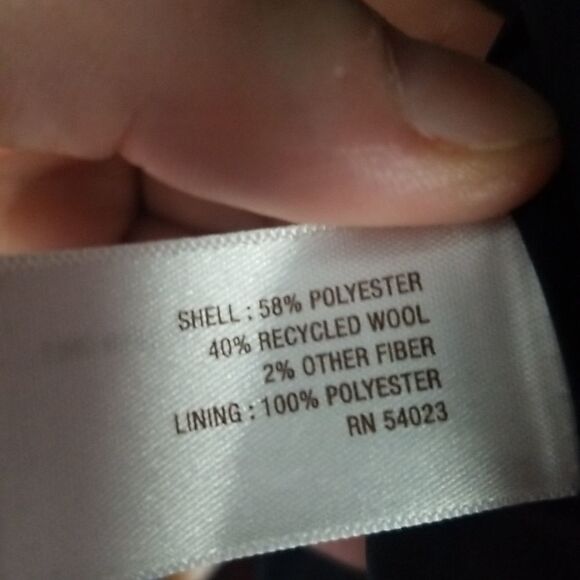 SHELL : 58% POLYESTER
40% RECYCLED WOOL
2% OTHER FIBER
LINING : 100% POLYESTER
RN 54023